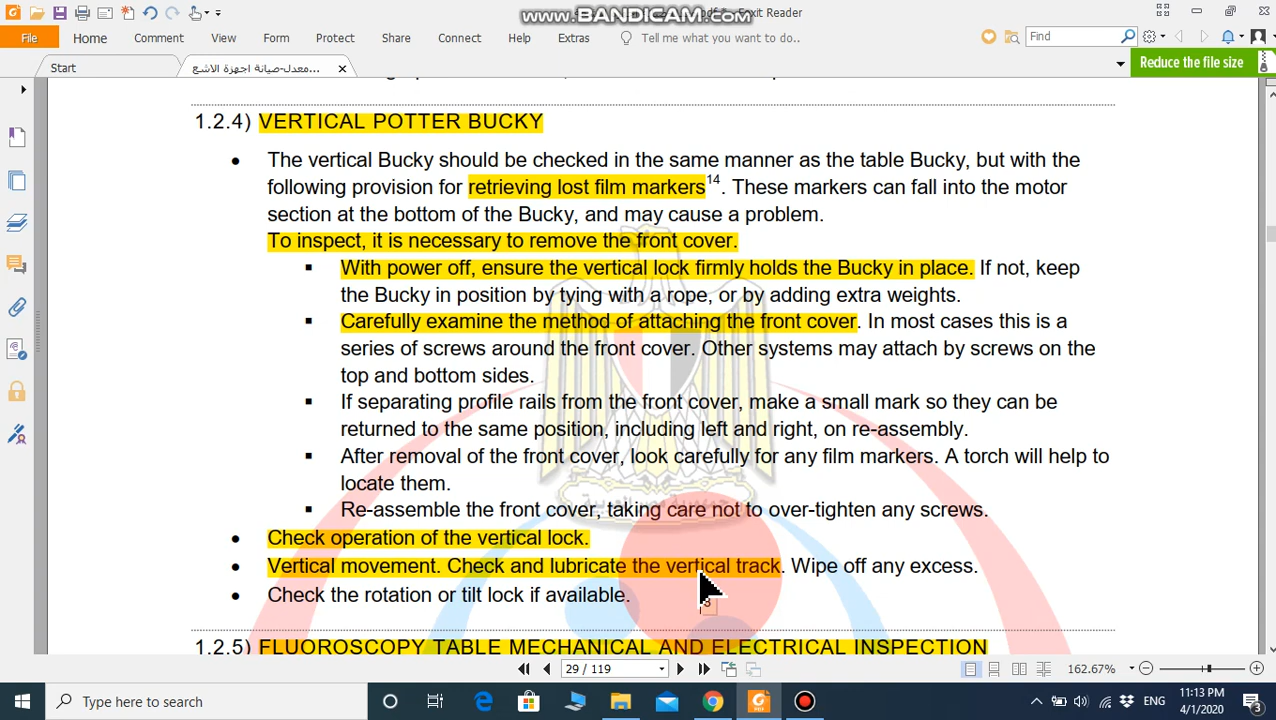 www.BANDICAM.com
.pdf - Foxit Reader
File Home Comment View Form Protect Share Connect Help Extras Tell me what you want to do... Find
Start
معدل-صيانة اجهزة الاشع...
Reduce the file size
1.2.4) VERTICAL POTTER BUCKY
• The vertical Bucky should be checked in the same manner as the table Bucky, but with the
following provision for retrieving lost film markers14. These markers can fall into the motor
section at the bottom of the Bucky, and may cause a problem.
To inspect, it is necessary to remove the front cover.
▪ With power off, ensure the vertical lock firmly holds the Bucky in place. If not, keep
the Bucky in position by tying with a rope, or by adding extra weights.
▪ Carefully examine the method of attaching the front cover. In most cases this is a
series of screws around the front cover. Other systems may attach by screws on the
top and bottom sides.
▪ If separating profile rails from the front cover, make a small mark so they can be
returned to the same position, including left and right, on re-assembly.
▪ After removal of the front cover, look carefully for any film markers. A torch will help to
locate them.
▪ Re-assemble the front cover, taking care not to over-tighten any screws.
• Check operation of the vertical lock.
• Vertical movement. Check and lubricate the vertical track. Wipe off any excess.
• Check the rotation or tilt lock if available.
3
1.2.5) FLUOROSCOPY TABLE MECHANICAL AND ELECTRICAL INSPECTION
29 / 119
162.67%
Type here to search
ENG
11:13 PM
4/1/2020
3